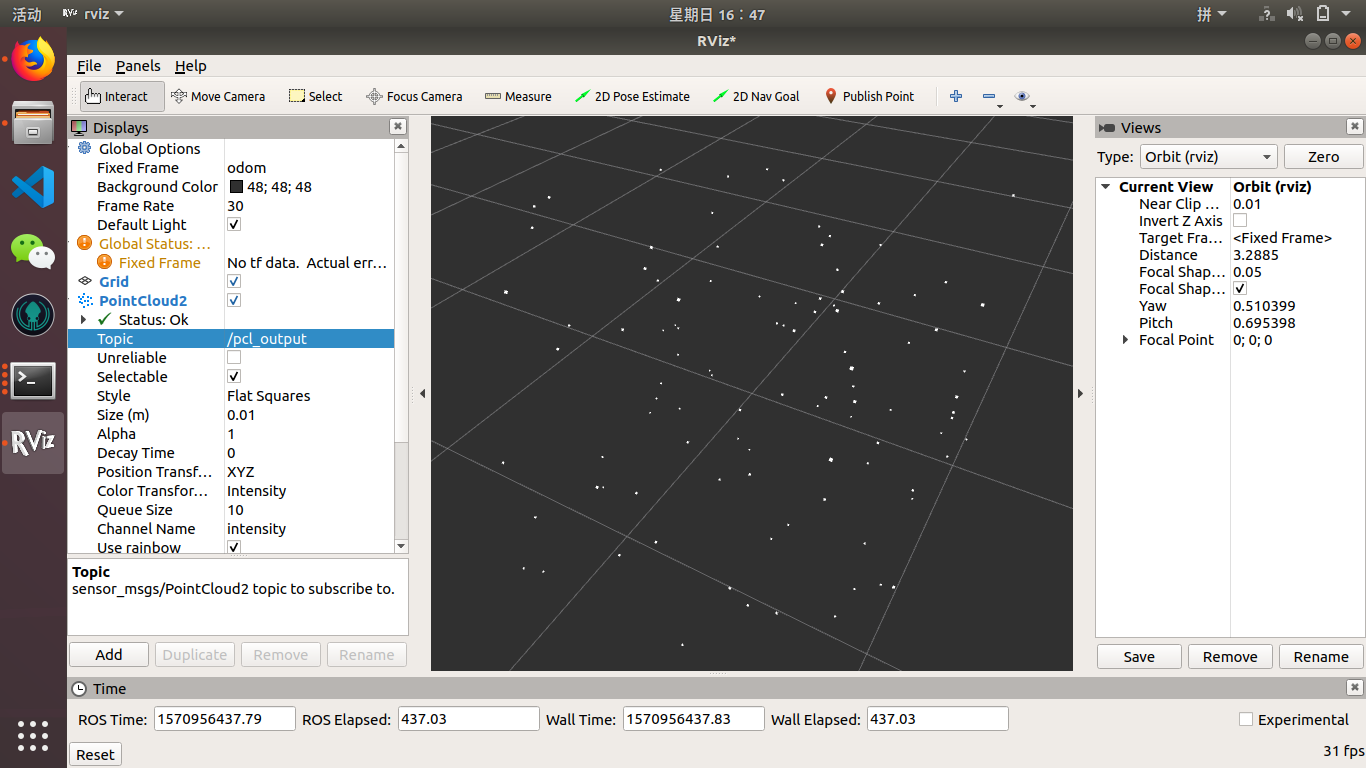 活动 RViz rviz 星期日 16：47 拼
RViz*
File Panels Help
Interact Move Camera Select Focus Camera Measure 2D Pose Estimate 2D Nav Goal Publish Point
Displays
Global Options
Fixed Frame odom
Background Color 48; 48; 48
Frame Rate 30
Default Light
Global Status: ...
Fixed Frame No tf data. Actual err...
Grid
PointCloud2
Status: Ok
Topic /pcl_output
Unreliable
Selectable
Style Flat Squares
Size (m) 0.01
Alpha 1
Decay Time 0
Position Transf... XYZ
Color Transfor... Intensity
Queue Size 10
Channel Name intensity
Use rainbow
Topic
sensor_msgs/PointCloud2 topic to subscribe to.
Add Duplicate Remove Rename
Views
Type: Orbit (rviz) Zero
Current View Orbit (rviz)
Near Clip ... 0.01
Invert Z Axis
Target Fra... <Fixed Frame>
Distance 3.2885
Focal Shap... 0.05
Focal Shap...
Yaw 0.510399
Pitch 0.695398
Focal Point 0; 0; 0
Save Remove Rename
RViz
Time
ROS Time: 1570956437.79 ROS Elapsed: 437.03 Wall Time: 1570956437.83 Wall Elapsed: 437.03 Experimental
Reset 31 fps